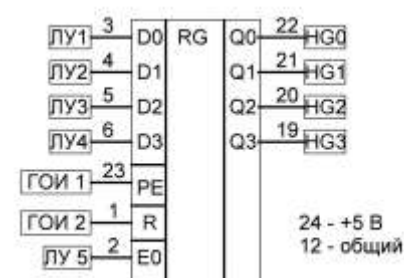 ЛУ1 3 D0 RG Q0 22 HG0
ЛУ2 4 D1 Q1 21 HG1
ЛУ3 5 D2 Q2 20 HG2
ЛУ4 6 D3 Q3 19 HG3
ГОИ 1 23 PE
ГОИ 2 1 R 24 - +5 В
ЛУ 5 2 E0 12 - общий